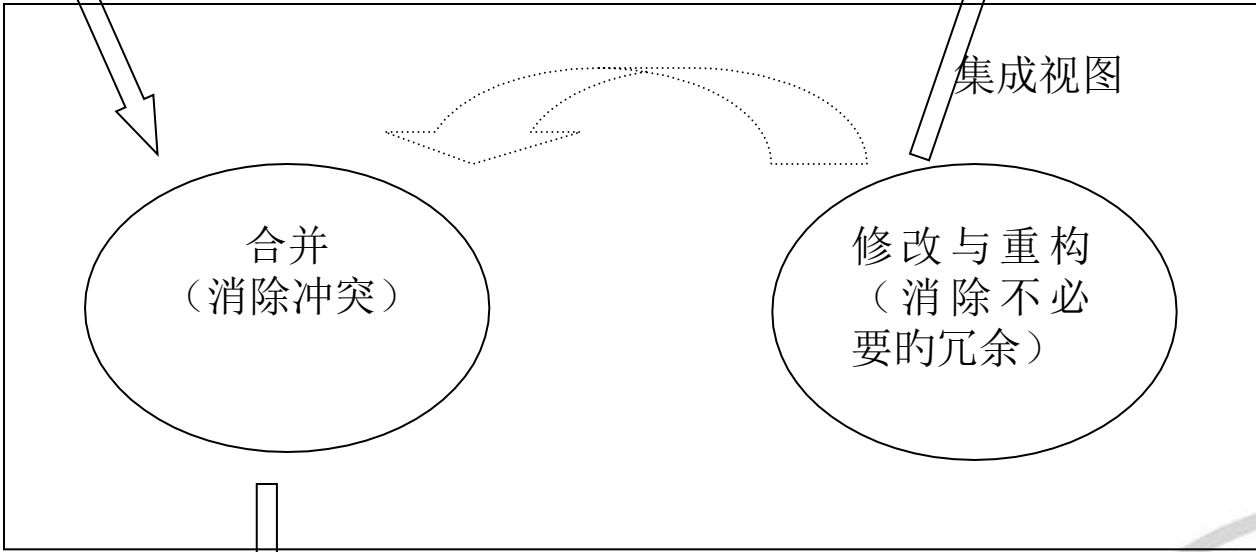 集成视图
合并
（消除冲突）
修改与重构
（消除不必
要旳冗余）